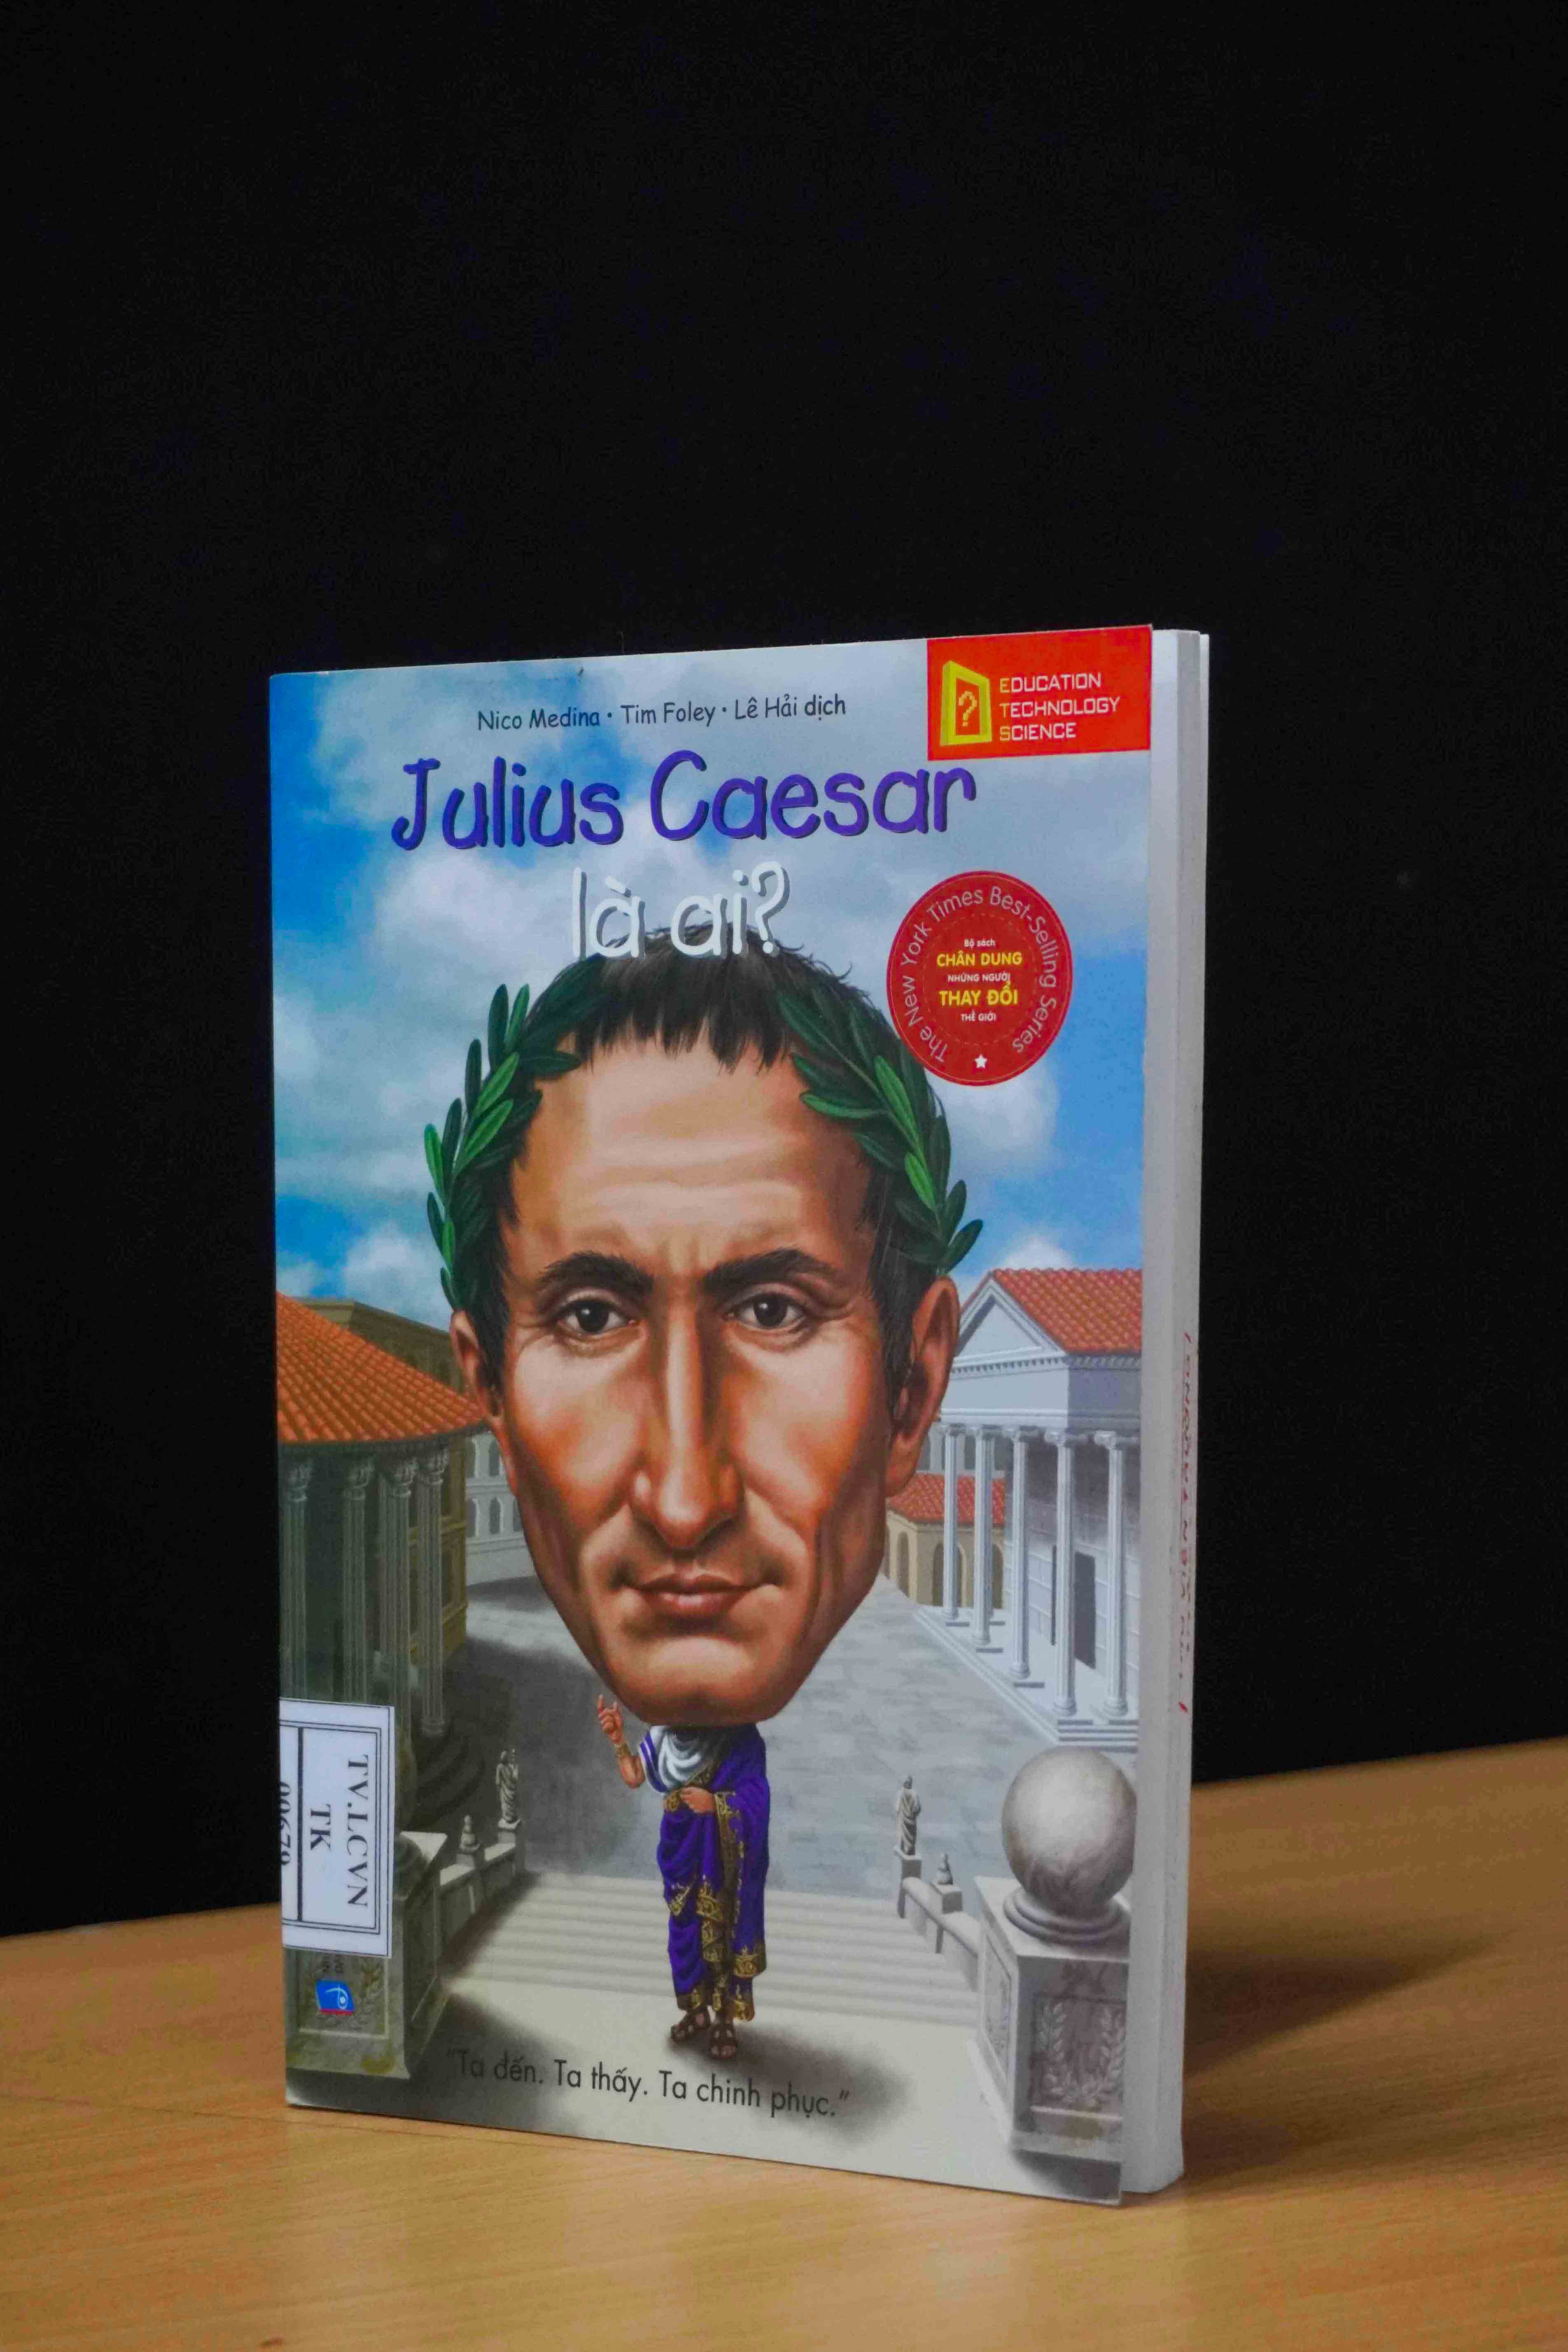 Nico Medina • Tim Foley • Lê Hải dịch
EDUCATION
TECHNOLOGY
SCIENCE
Julius Caesar
là ai?
The New York Times Best-Selling Series
Bộ sách
CHÂN DUNG
NHỮNG NGƯỜI
THAY ĐỔI
THẾ GIỚI
TV.LCVN
TK
00679
"Ta đến. Ta thấy. Ta chinh phục."